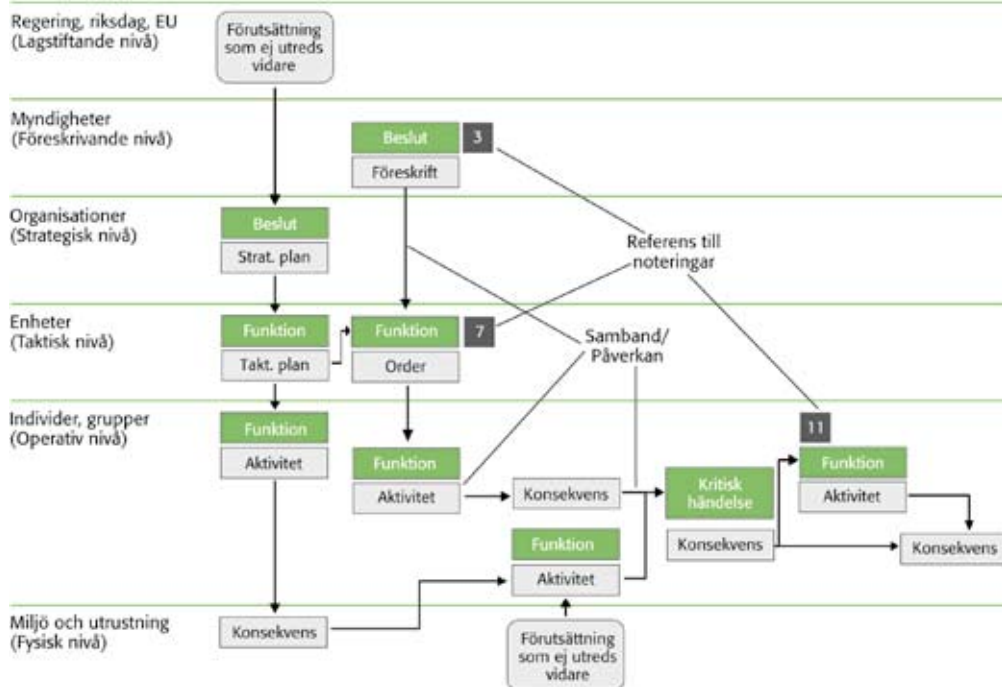 Regering, riksdag, EU
(Lagstiftande nivå)
Förutsättning
som ej utreds
vidare
Myndigheter
(Föreskrivande nivå)
Beslut
3
Föreskrift
Organisationer
(Strategisk nivå)
Beslut
Strat. plan
Referens till
noteringar
Enheter
(Taktisk nivå)
Funktion
Takt. plan
Funktion
7
Order
Samband/
Påverkan
Individer, grupper
(Operativ nivå)
Funktion
Aktivitet
Funktion
Aktivitet
Konsekvens
Kritisk
händelse
Konsekvens
11
Funktion
Aktivitet
Konsekvens
Funktion
Aktivitet
Miljö och utrustning
(Fysisk nivå)
Konsekvens
Förutsättning
som ej utreds
vidare